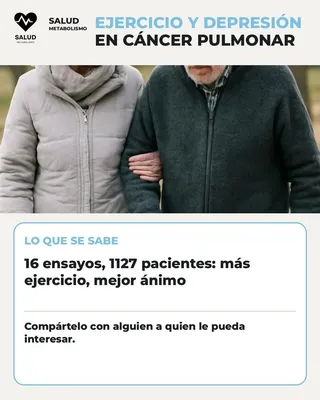 SALUD
SALUD
METABOLISMO
EJERCICIO Y DEPRESIÓN
EN CÁNCER PULMONAR
LO QUE SE SABE
16 ensayos, 1127 pacientes: más
ejercicio, mejor ánimo
Compártelo con alguien a quien le pueda
interesar.